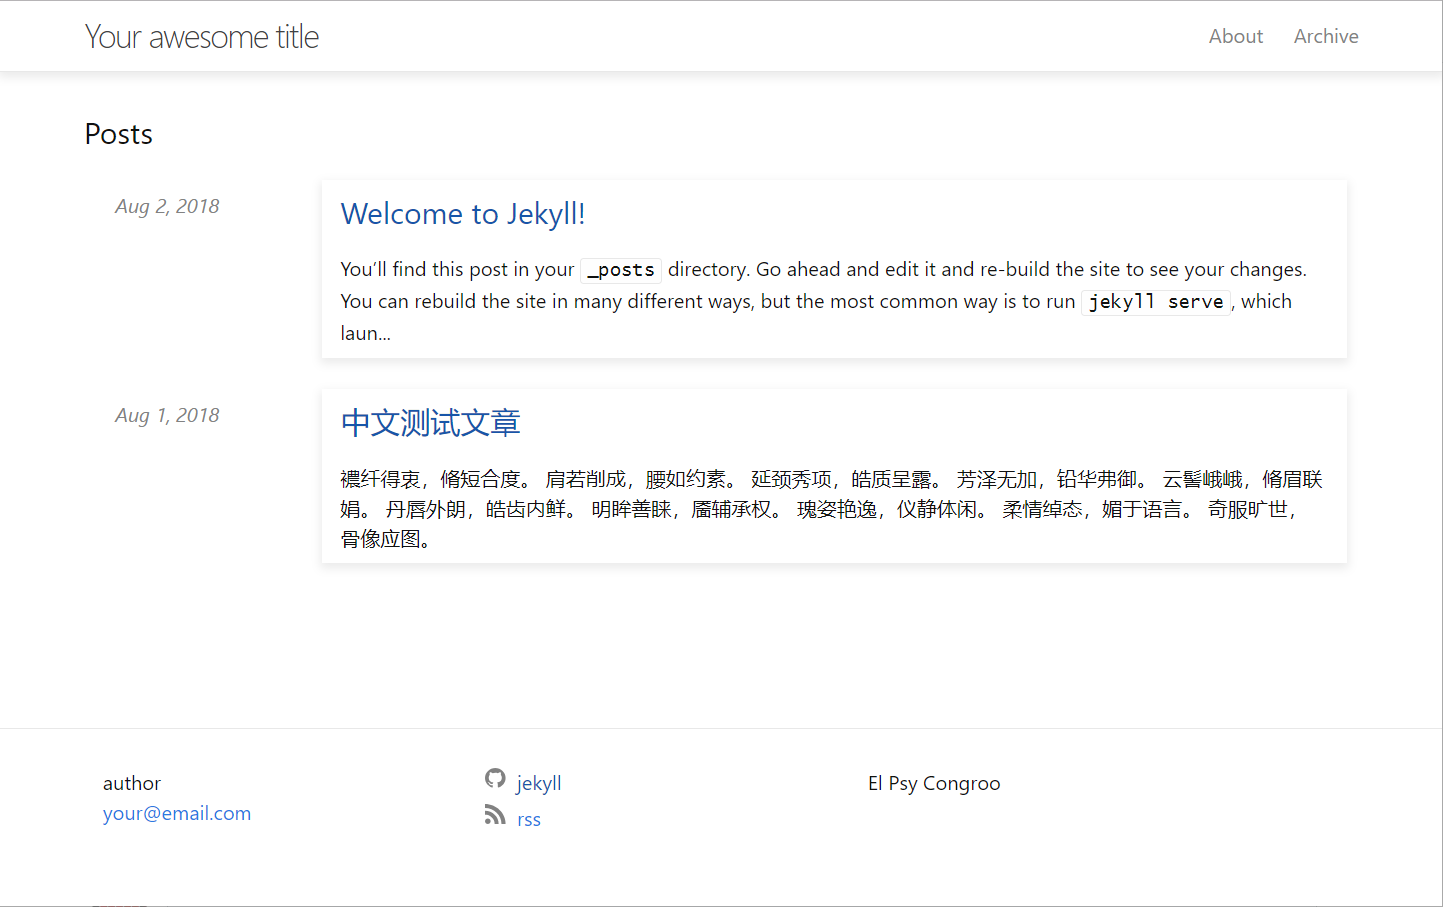 Your awesome title
About
Archive
Posts
Aug 2, 2018
Welcome to Jekyll!
You’ll find this post in your _posts directory. Go ahead and edit it and re-build the site to see your changes.
You can rebuild the site in many different ways, but the most common way is to run jekyll serve, which
laun...
Aug 1, 2018
中文测试文章
襛纤得衷，脩短合度。 肩若削成，腰如约素。 延颈秀项，皓质呈露。 芳泽无加，铅华弗御。 云髻峨峨，脩眉联
娟。 丹唇外朗，皓齿内鲜。 明眸善睐，靥辅承权。 瑰姿艳逸，仪静体闲。 柔情绰态，媚于语言。 奇服旷世，
骨像应图。
author
your@email.com
jekyll
rss
El Psy Congroo